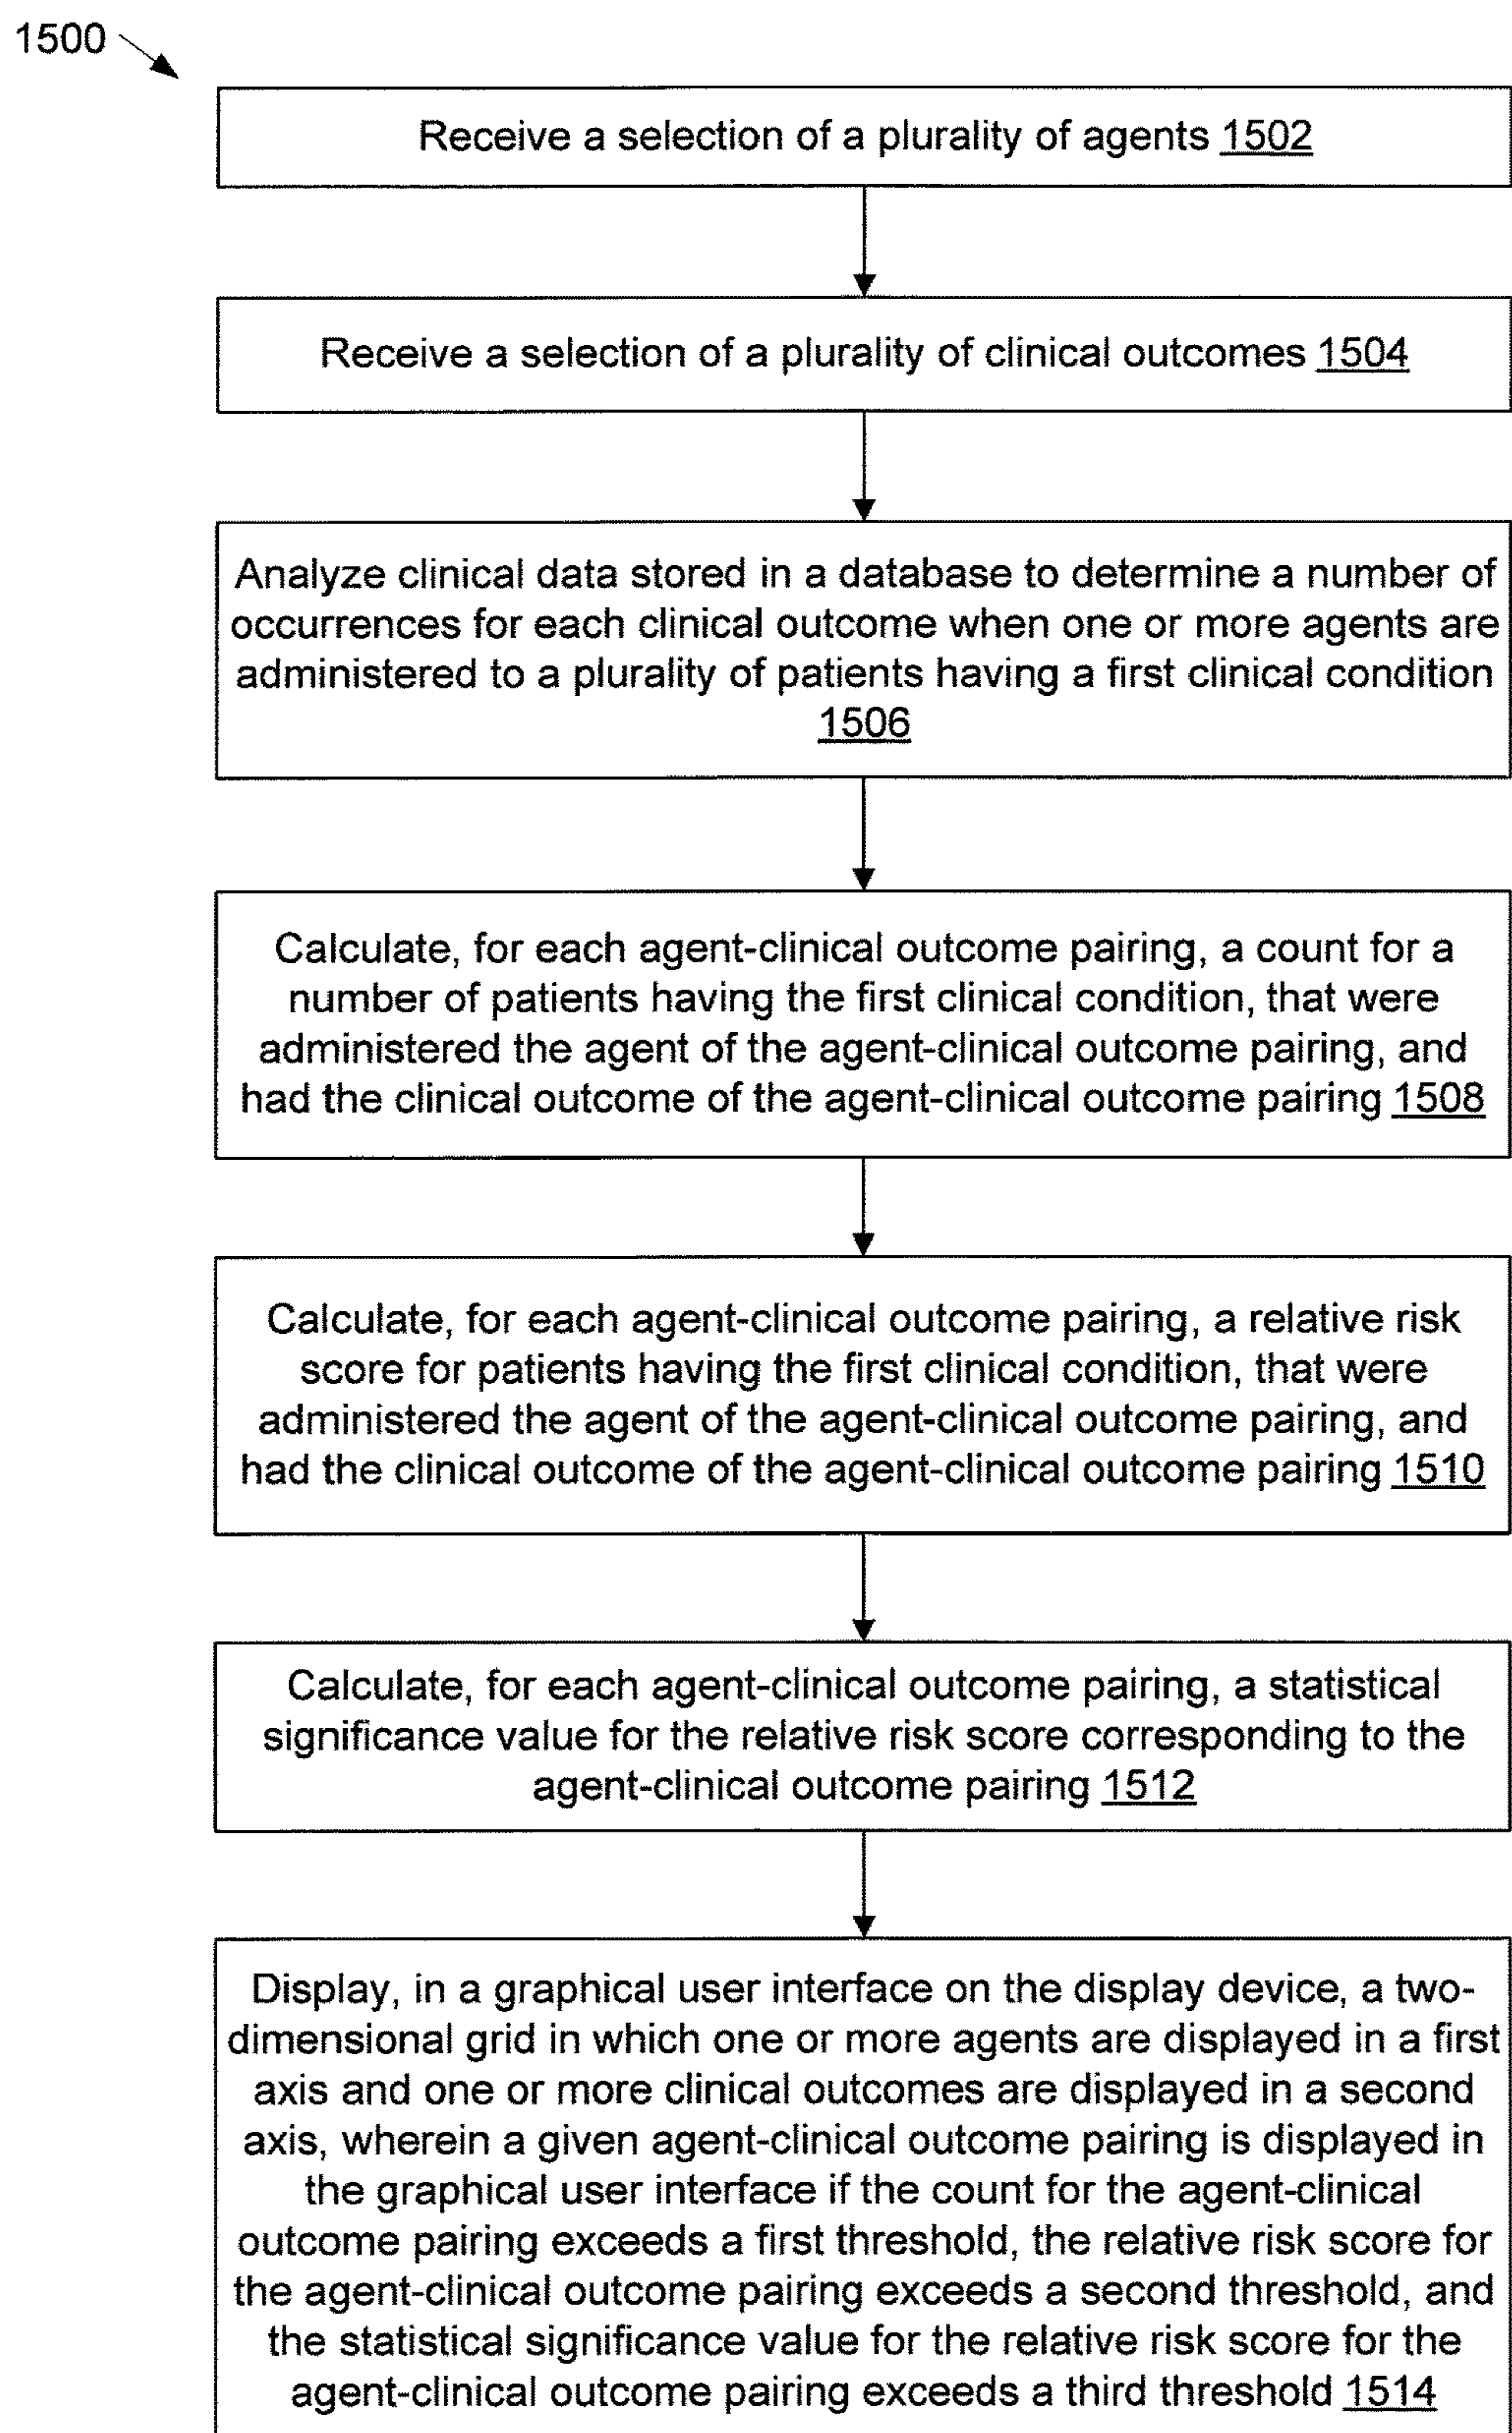 1500
Receive a selection of a plurality of agents 1502
Receive a selection of a plurality of clinical outcomes 1504
Analyze clinical data stored in a database to determine a number of
occurrences for each clinical outcome when one or more agents are
administered to a plurality of patients having a first clinical condition
1506
Calculate, for each agent-clinical outcome pairing, a count for a
number of patients having the first clinical condition, that were
administered the agent of the agent-clinical outcome pairing, and
had the clinical outcome of the agent-clinical outcome pairing 1508
Calculate, for each agent-clinical outcome pairing, a relative risk
score for patients having the first clinical condition, that were
administered the agent of the agent-clinical outcome pairing, and
had the clinical outcome of the agent-clinical outcome pairing 1510
Calculate, for each agent-clinical outcome pairing, a statistical
significance value for the relative risk score corresponding to the
agent-clinical outcome pairing 1512
Display, in a graphical user interface on the display device, a two-
dimensional grid in which one or more agents are displayed in a first
axis and one or more clinical outcomes are displayed in a second
axis, wherein a given agent-clinical outcome pairing is displayed in
the graphical user interface if the count for the agent-clinical
outcome pairing exceeds a first threshold, the relative risk score for
the agent-clinical outcome pairing exceeds a second threshold, and
the statistical significance value for the relative risk score for the
agent-clinical outcome pairing exceeds a third threshold 1514